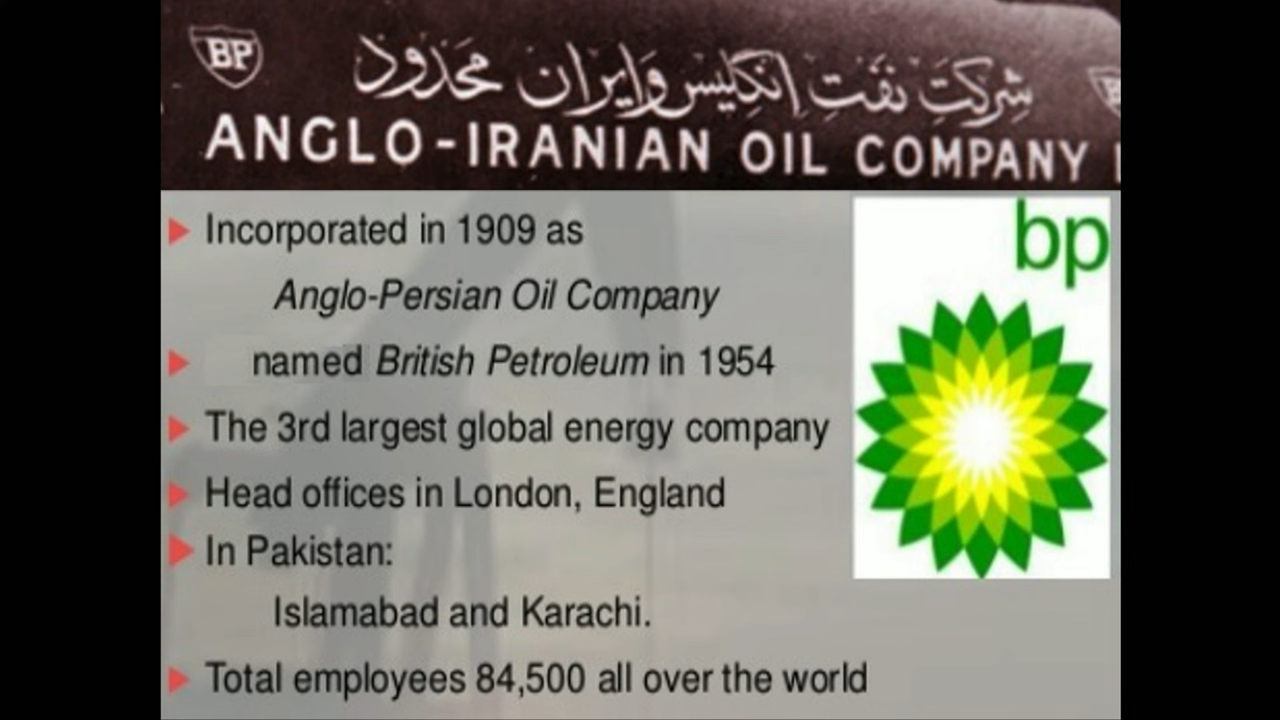 BP
شرکت نفت انگلیس وایران محدود
ANGLO-IRANIAN OIL COMPANY
bp
Incorporated in 1909 as
Anglo-Persian Oil Company
named British Petroleum in 1954
The 3rd largest global energy company
Head offices in London, England
In Pakistan:
Islamabad and Karachi.
Total employees 84,500 all over the world